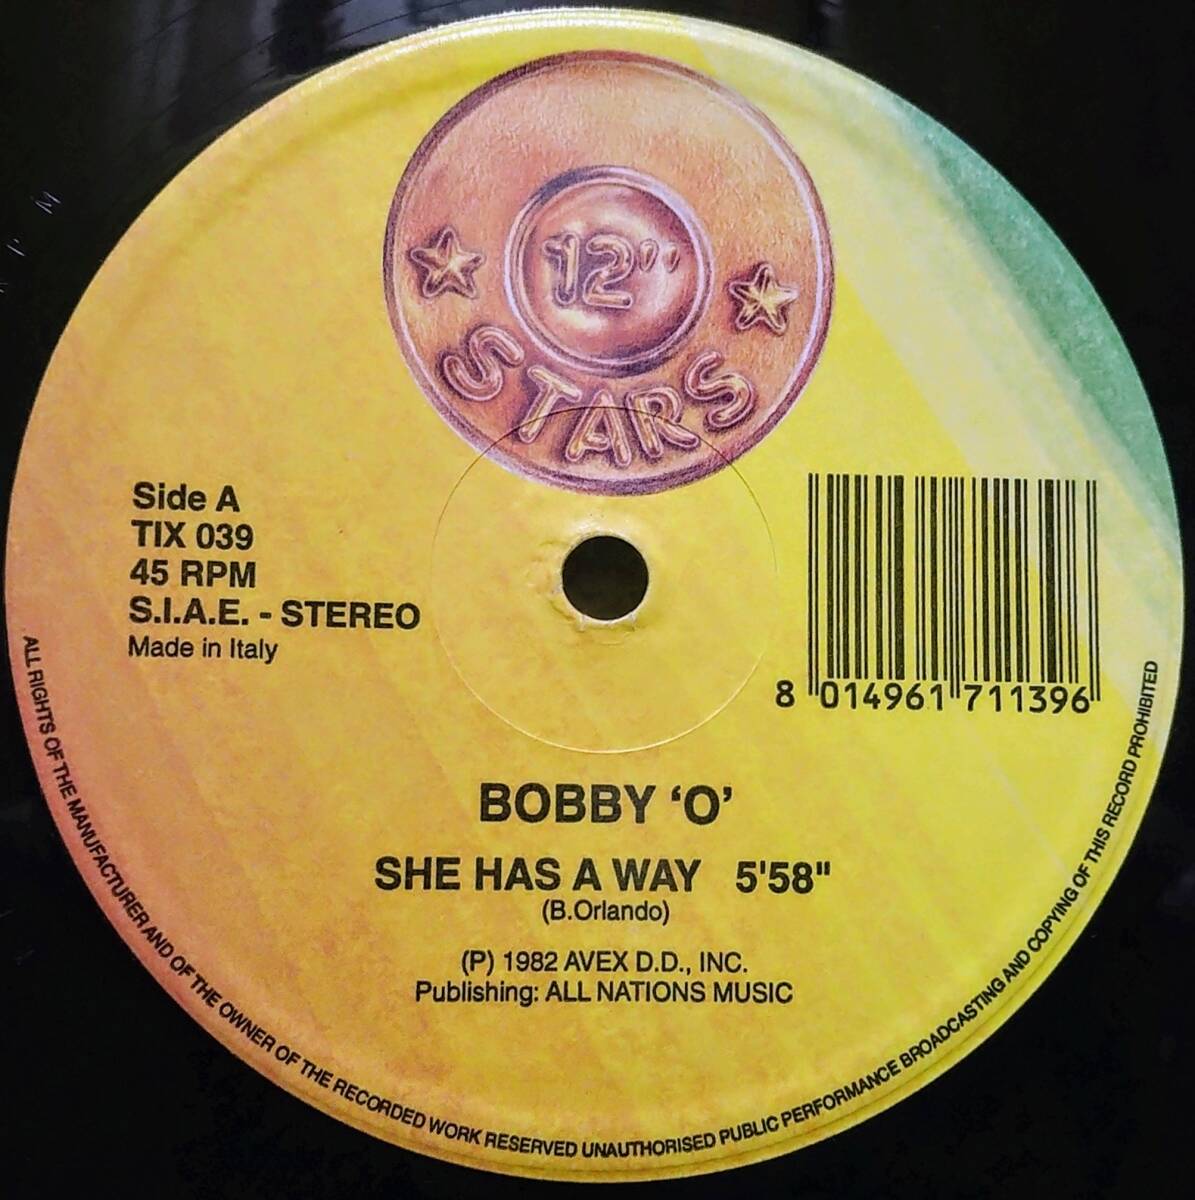 12''
STARS
Side A
TIX 039
45 RPM
S.I.A.E. - STEREO
Made in Italy
8 014961 711396
BOBBY ‘O’
SHE HAS A WAY 5'58"
(B.Orlando)
(P) 1982 AVEX D.D., INC.
Publishing: ALL NATIONS MUSIC
ALL RIGHTS OF THE MANUFACTURER AND OF THE OWNER OF THE RECORDED WORK RESERVED UNAUTHORISED PUBLIC PERFORMANCE BROADCASTING AND COPYING OF THIS RECORD PROHIBITED